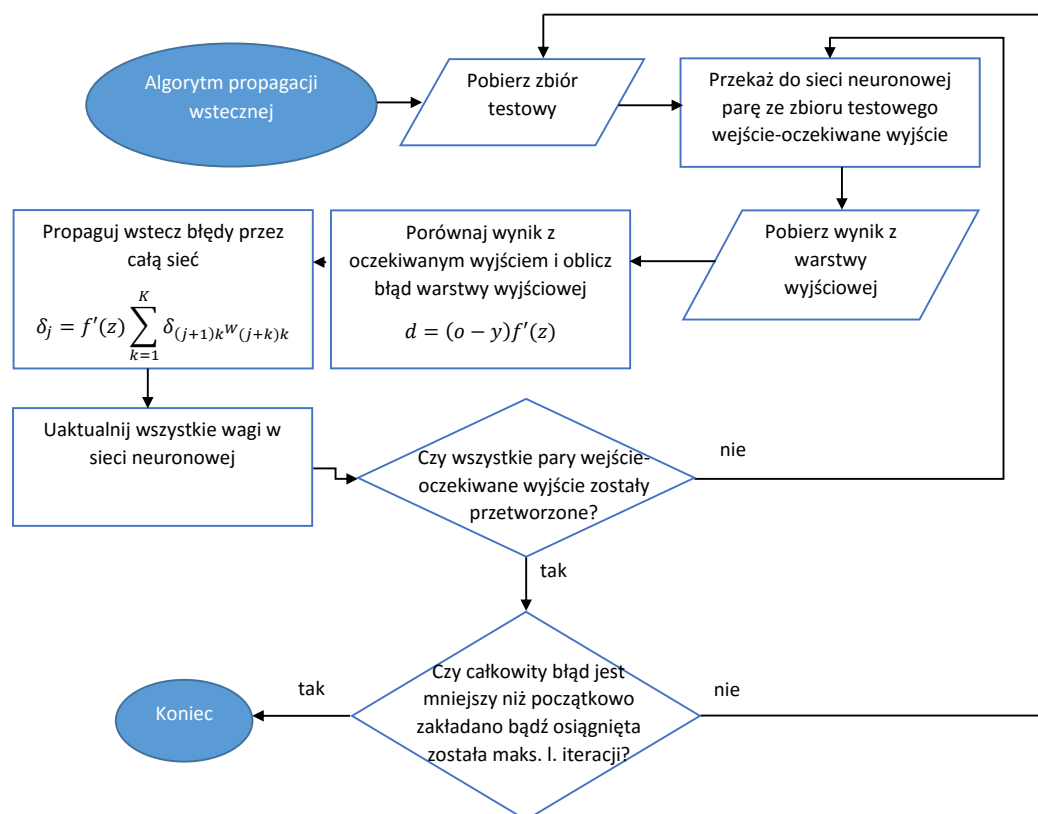 Algorytm propagacji
wstecznej
Pobierz zbiór
testowy
Przekaż do sieci neuronowej
parę ze zbioru testowego
wejście-oczekiwane wyjście
Pobierz wynik z
warstwy
wyjściowej
Porównaj wynik z
oczekiwanym wyjściem i oblicz
błąd warstwy wyjściowej
d = (o − y)f′(z)
Propaguj wstecz błędy przez
całą sieć
δ_j = f′(z) ∑_{k=1}^{K} δ_{(j+1)k^W(j+k)k}
Uaktualnij wszystkie wagi w
sieci neuronowej
Czy wszystkie pary wejście-
oczekiwane wyjście zostały
przetworzone?
nie
tak
Czy całkowity błąd jest
mniejszy niż początkowo
zakładano bądź osiągnięta
została maks. l. iteracji?
nie
tak
Koniec